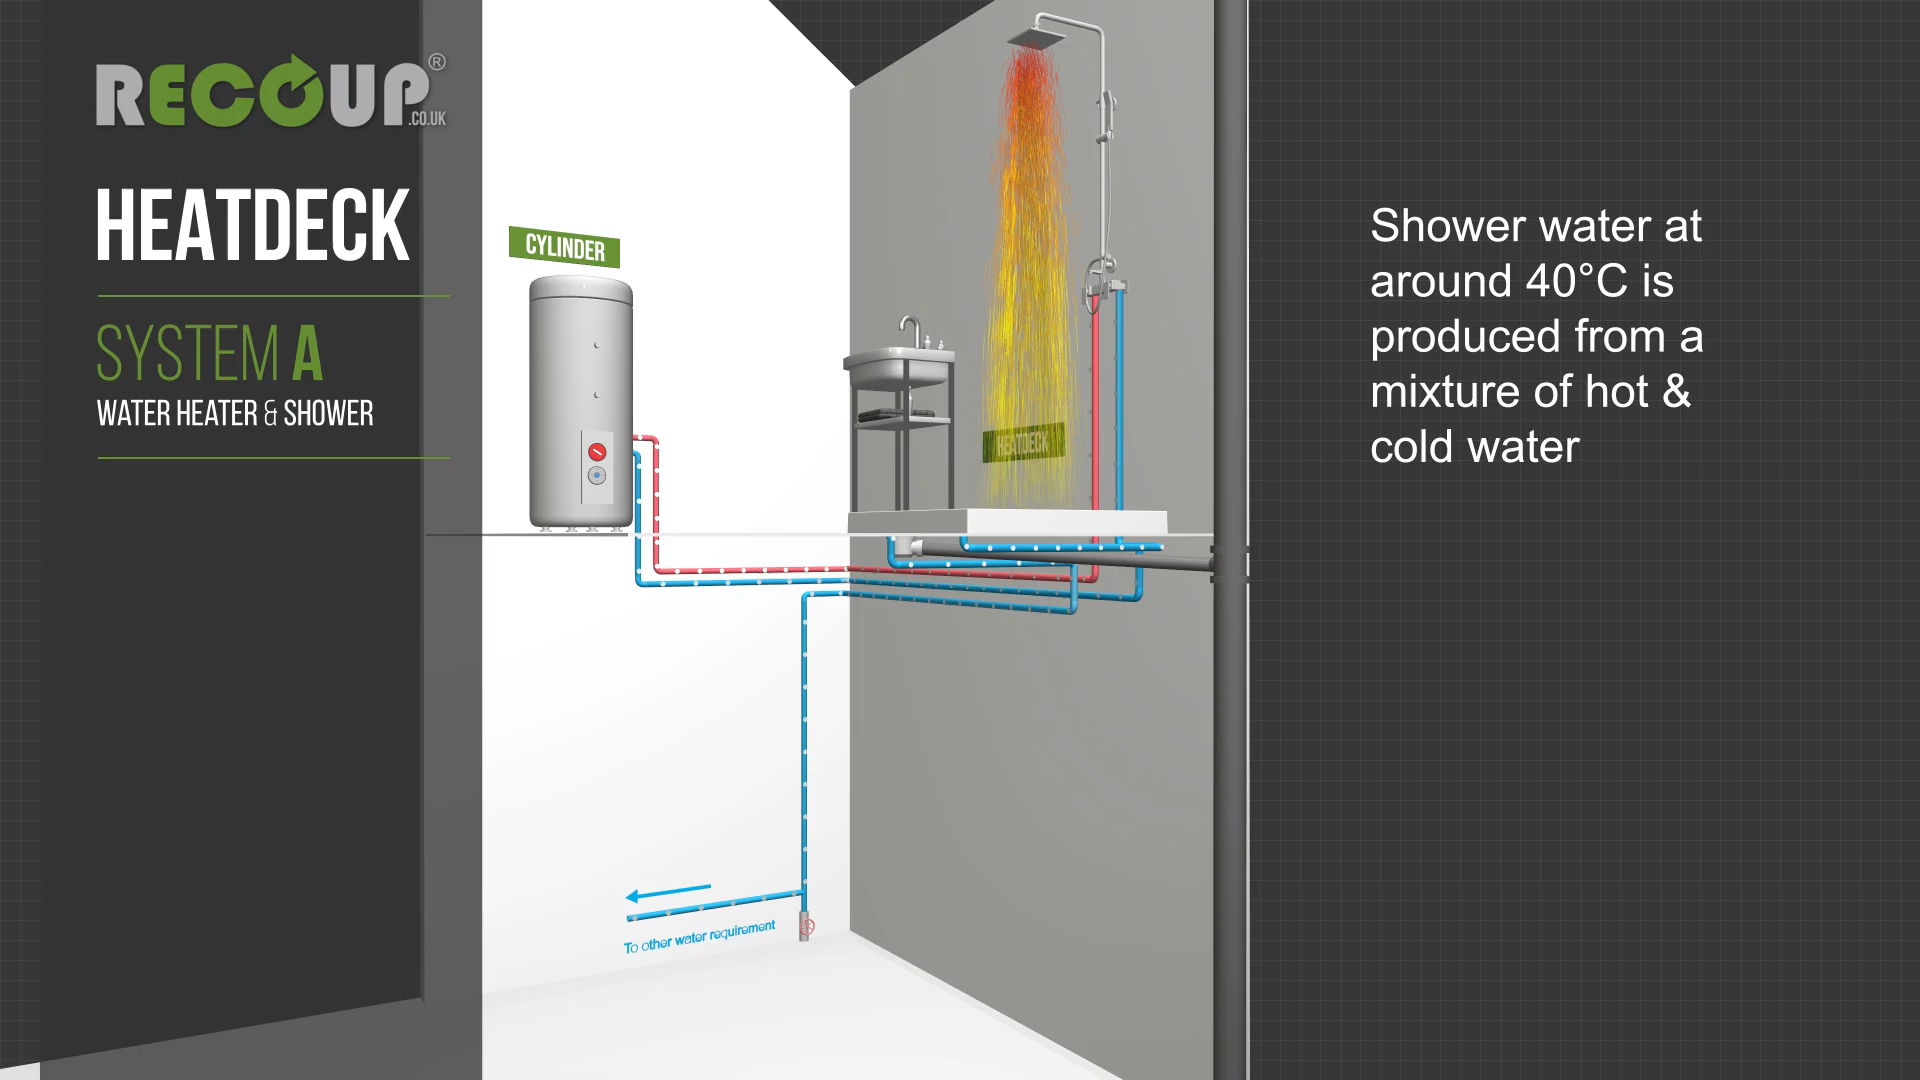 RECOUP®
.CO.UK
HEATDECK
SYSTEM A
WATER HEATER & SHOWER
CYLINDER
HEATDECK
To other water requirement
Shower water at
around 40°C is
produced from a
mixture of hot &
cold water